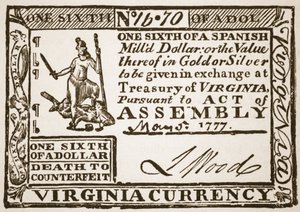 ONE SIXTH No. 1b·70 OF A DOL
ONE SIXTH OF A SPANISH
Mill'd Dollar: or the Value
thereof in Gold or Silver
to be given in exchange at
Treasury of VIRGINIA,
Pursuant to ACT of
ASSEMBLY
May 5: 1777.
ONE SIXTH
OF A DOLLAR
DEATH TO
COUNTERFEIT
J Wood
VIRGINIA CURRENCY